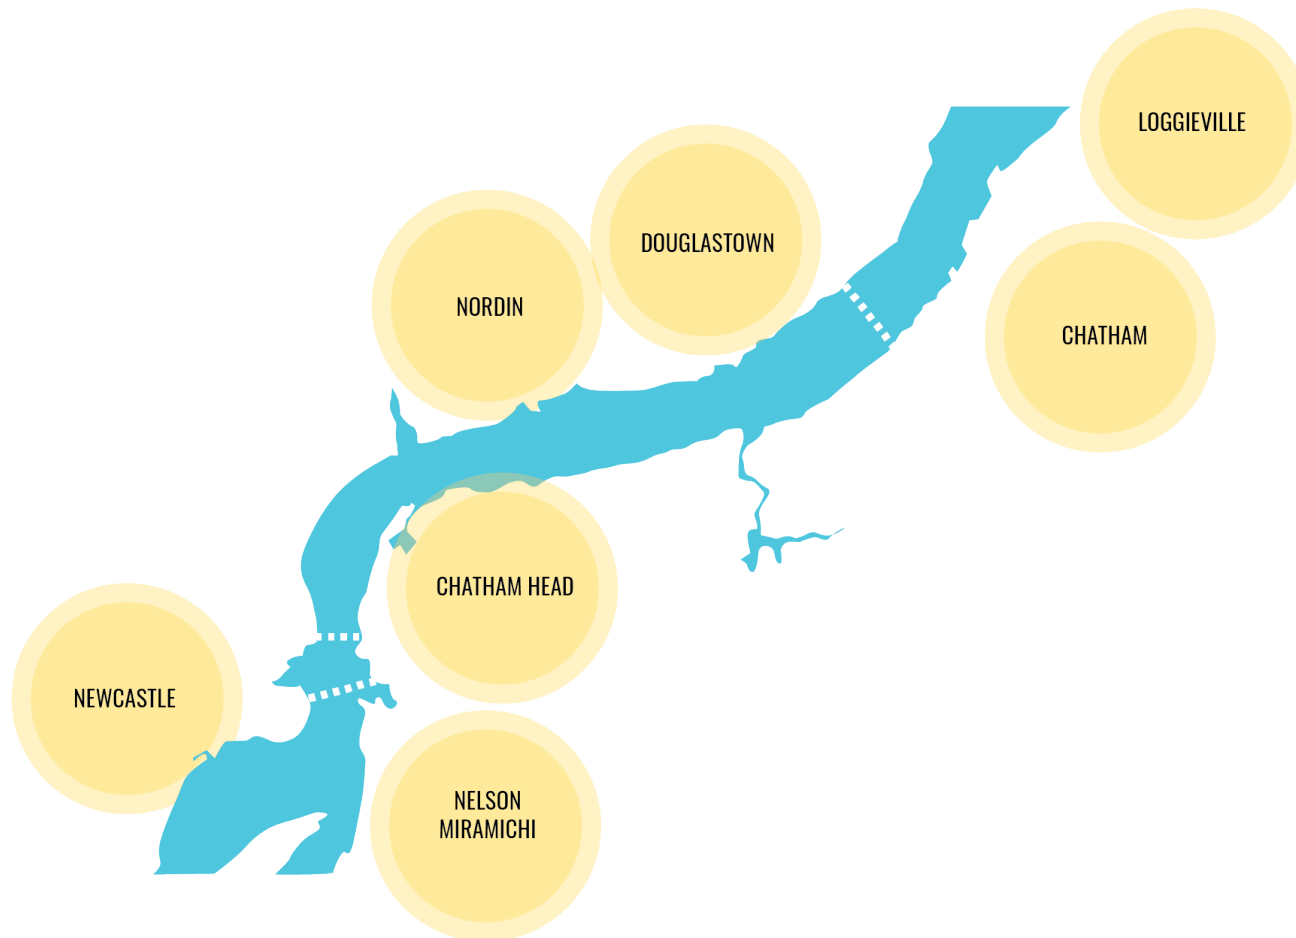 LOGGIEVILLE
DOUGLASTOWN
NORDIN
CHATHAM
CHATHAM HEAD
NEWCASTLE
NELSON
MIRAMICHI